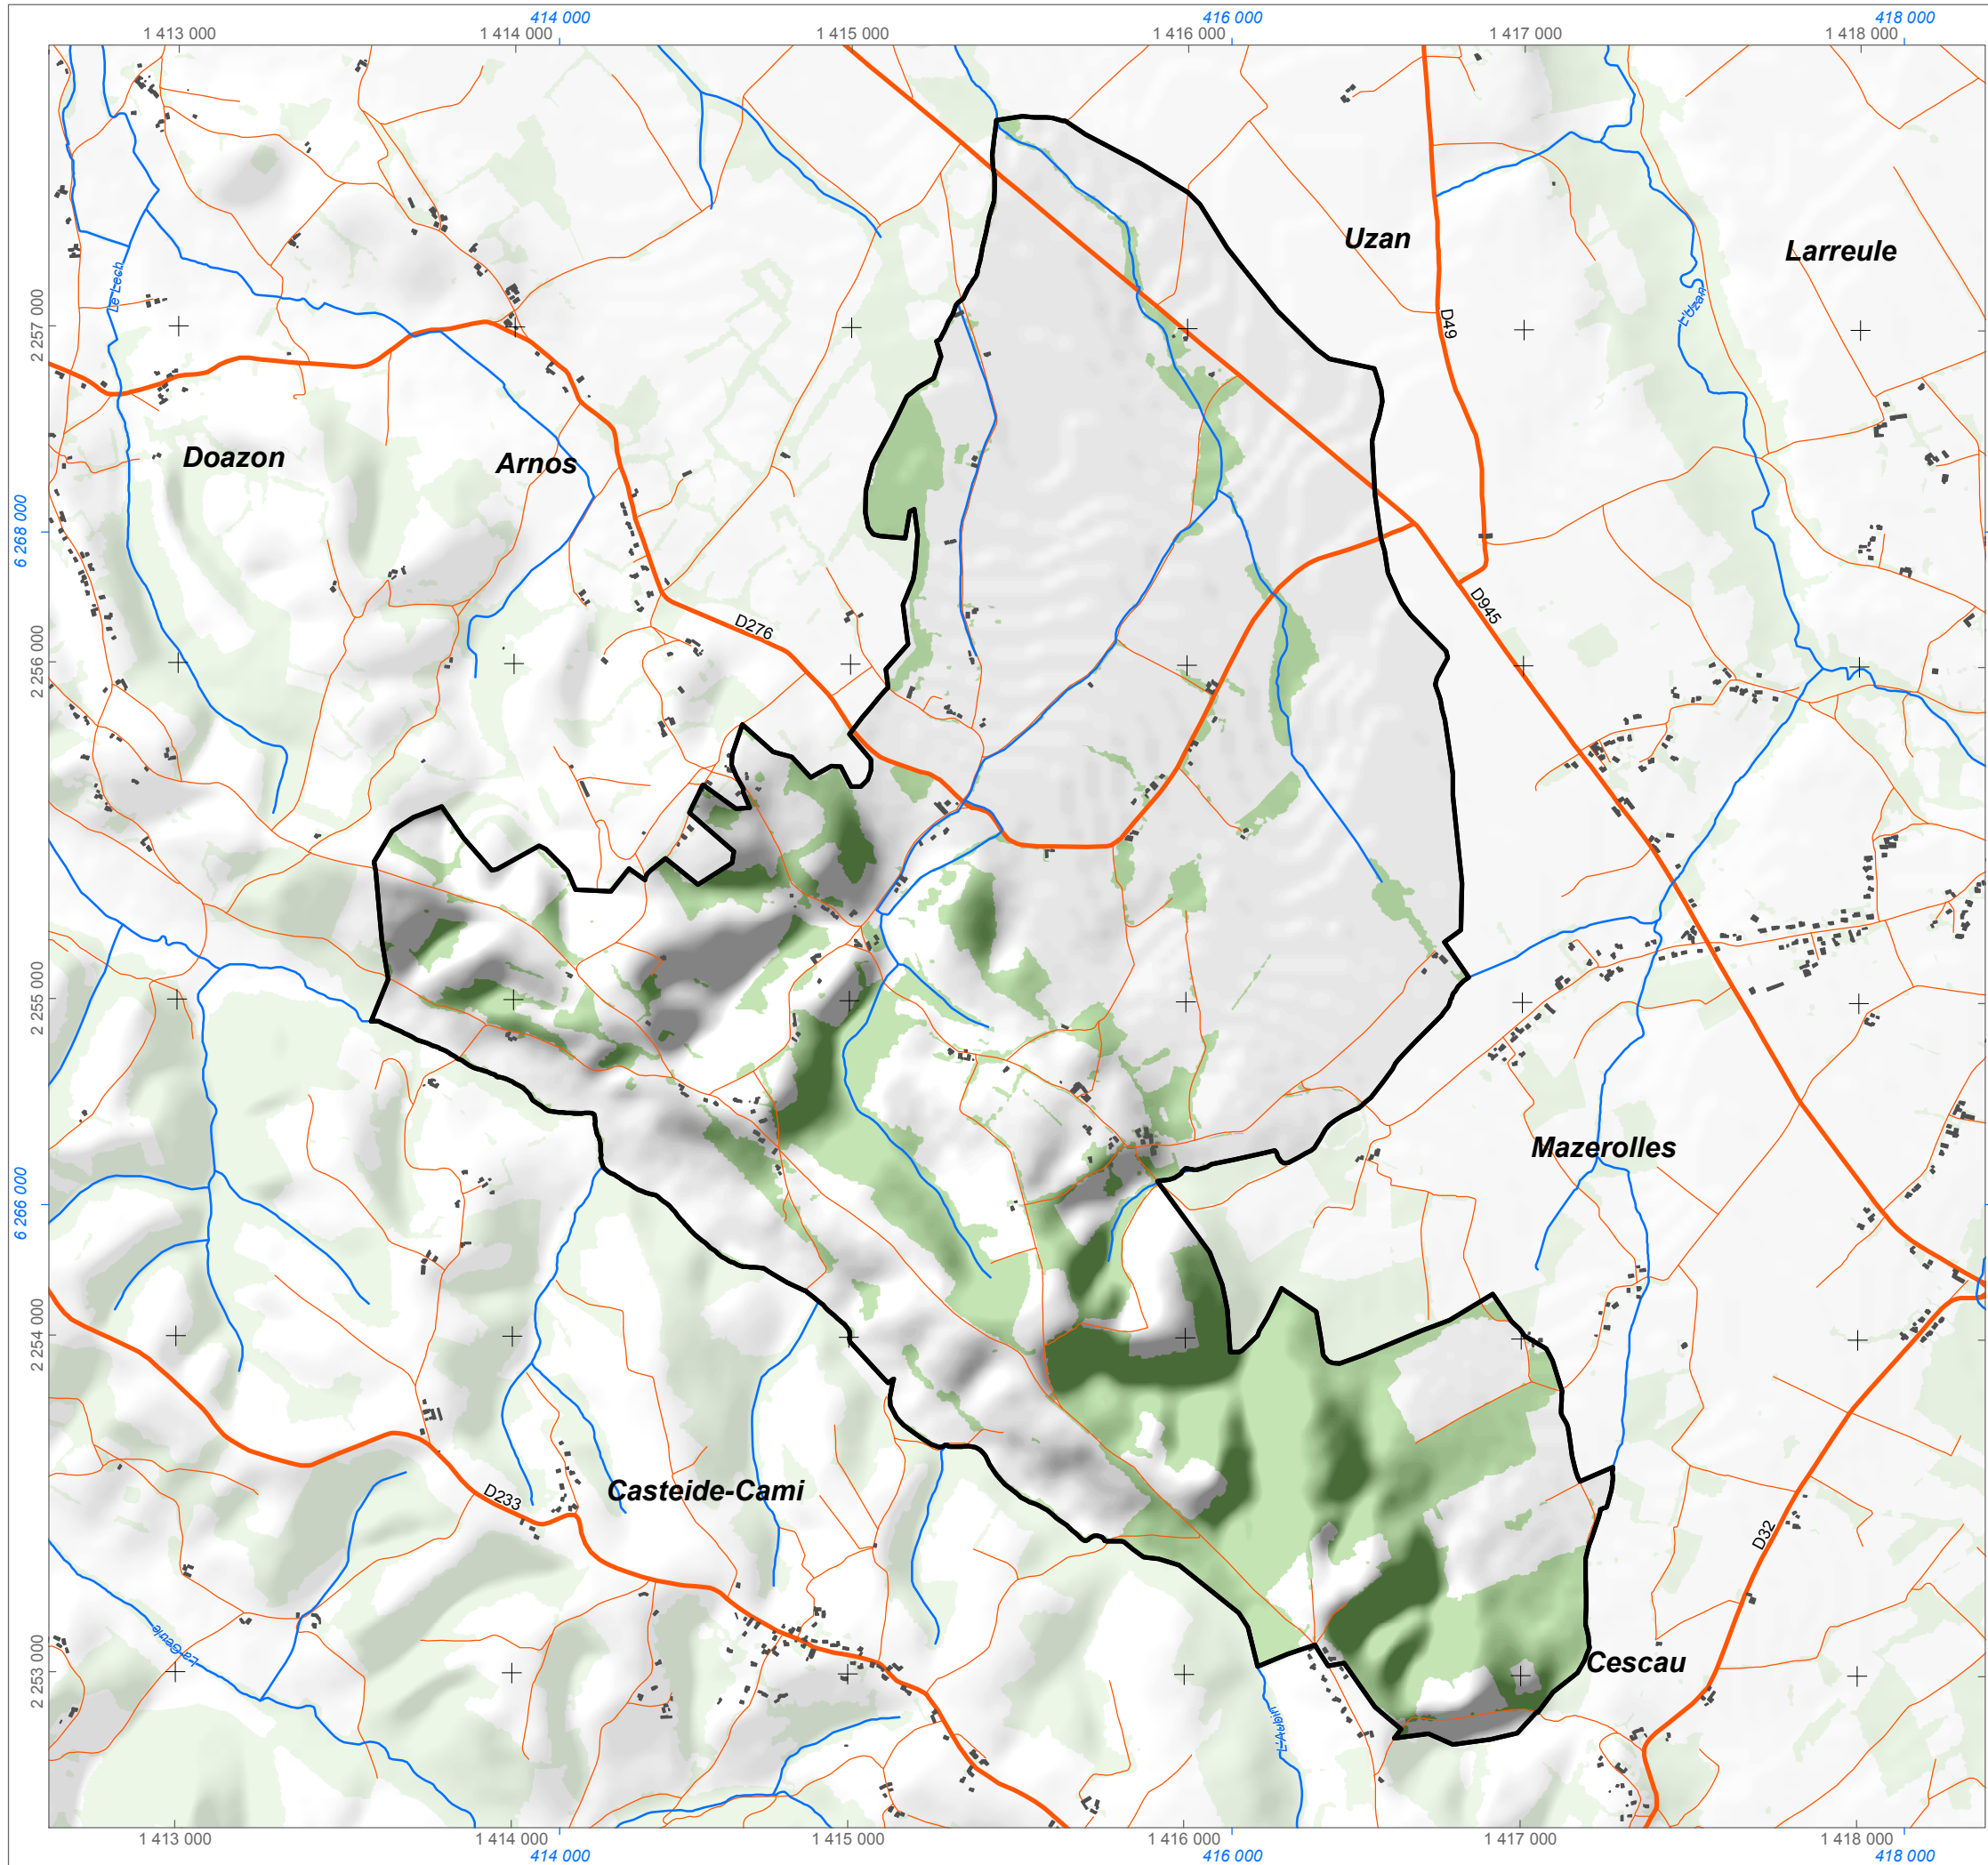 414 000
416 000
418 000
1 413 000
1 414 000
1 415 000
1 416 000
1 417 000
1 418 000
Uzan
Larreule
Le Lech
L'Uzan
2 257 000
D49
Doazon
Arnos
6 268 000
D945
D276
2 256 000
2 255 000
Mazerolles
6 266 000
2 254 000
Casteide-Cami
D233
D32
La Geule
2 253 000
Cescau
L'Aubin
1 413 000
1 414 000
1 415 000
1 416 000
1 417 000
1 418 000
414 000
416 000
418 000